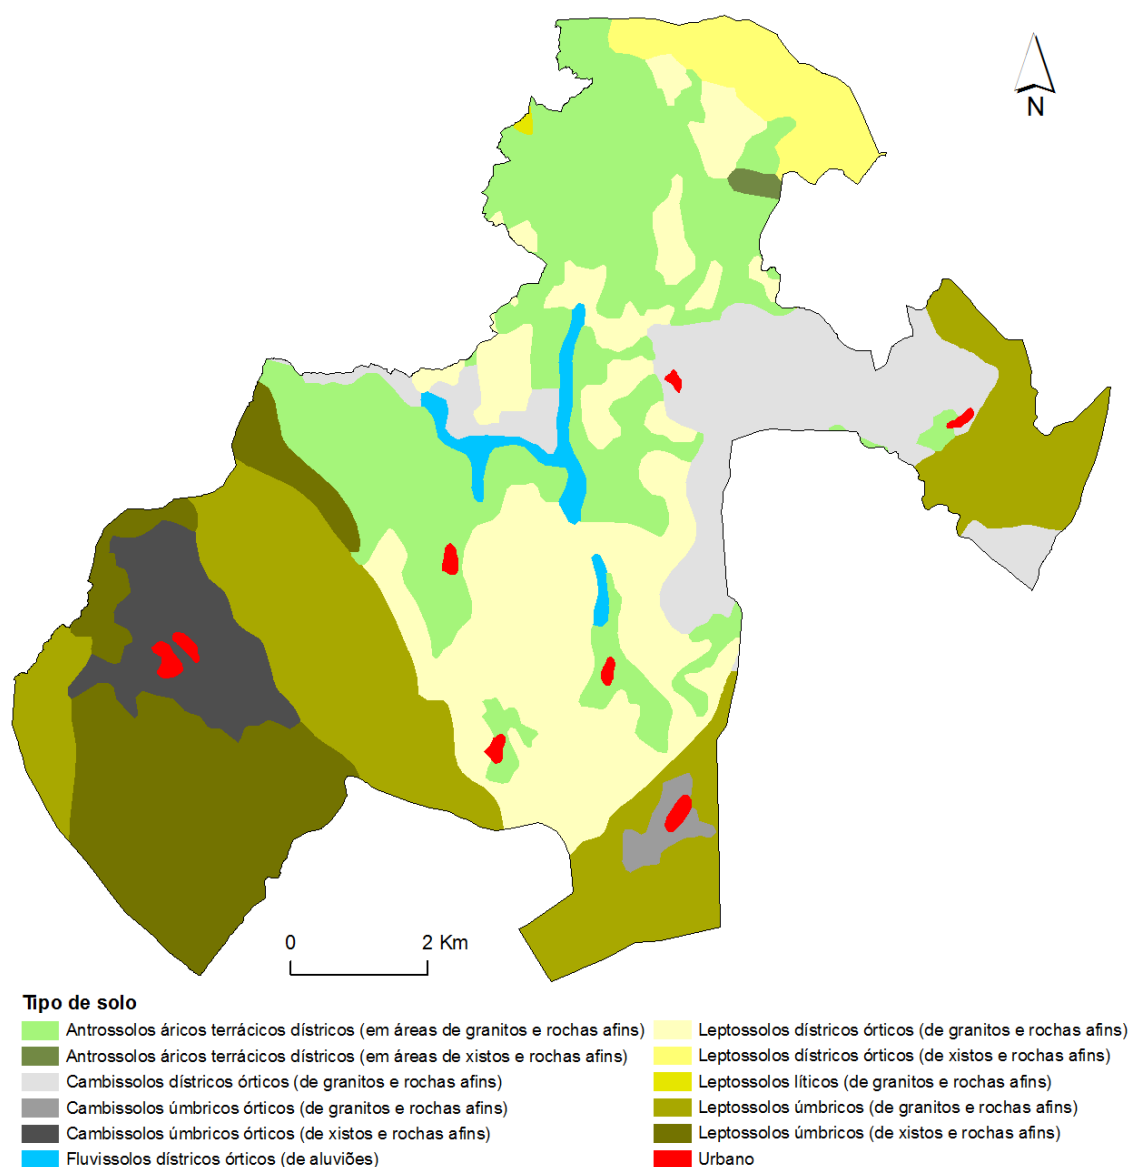 N
0 2 Km
Tipo de solo
Antrossolos áricos terrácicos dístricos (em áreas de granitos e rochas afins)
Antrossolos áricos terrácicos dístricos (em áreas de xistos e rochas afins)
Cambissolos dístricos órticos (de granitos e rochas afins)
Cambissolos úmbricos órticos (de granitos e rochas afins)
Cambissolos úmbricos órticos (de xistos e rochas afins)
Fluvissolos dístricos órticos (de aluviões)
Leptossolos dístricos órticos (de granitos e rochas afins)
Leptossolos dístricos órticos (de xistos e rochas afins)
Leptossolos líticos (de granitos e rochas afins)
Leptossolos úmbricos (de granitos e rochas afins)
Leptossolos úmbricos (de xistos e rochas afins)
Urbano